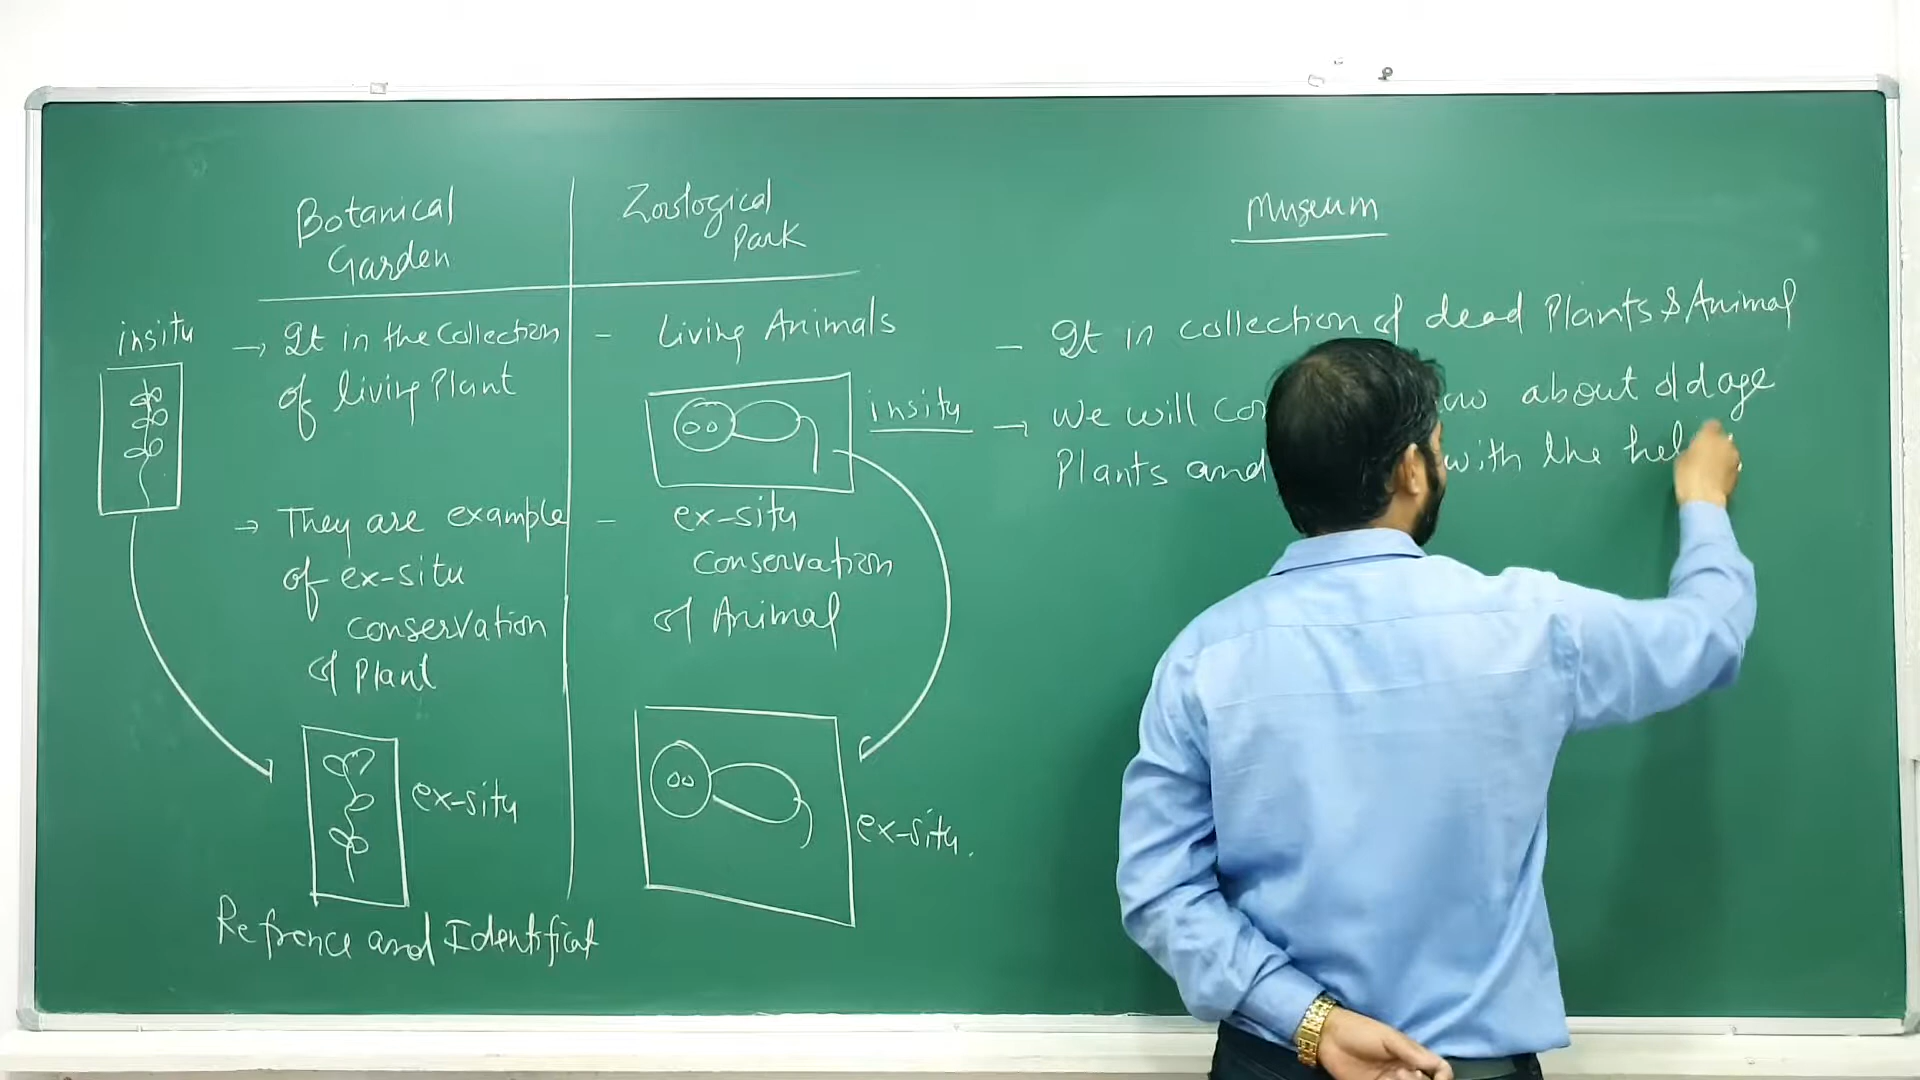 Botanical
Garden
insitu
→ It in the Collection
of living Plant
→ They are example
of ex-situ
conservation
of Plant
ex-situ
Refrence and Identificat
Zoological
Park
- Living Animals
insitu
- ex-situ
conservation
of Animal
ex-situ.
Museum
- It in collection of dead Plants & Animal
→ We will about old age
Plants and with the hel